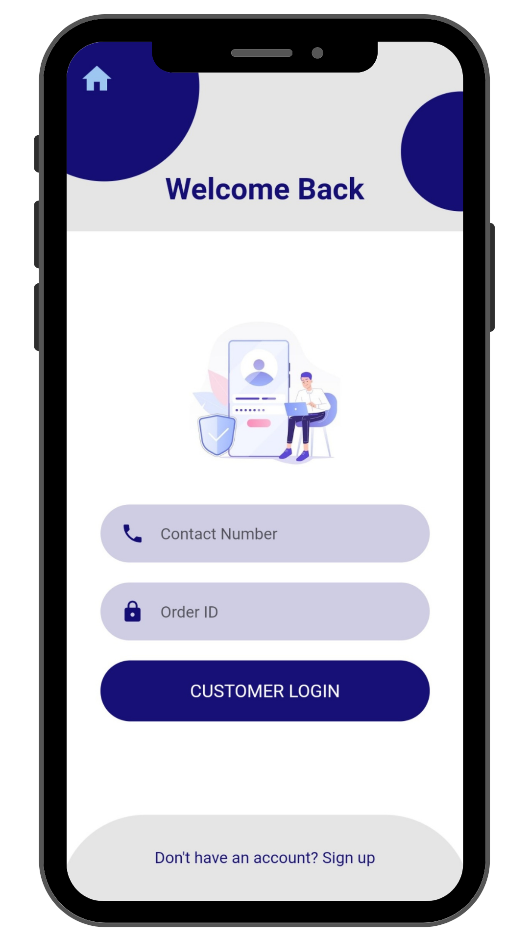 Welcome Back
Contact Number
Order ID
CUSTOMER LOGIN
Don't have an account? Sign up